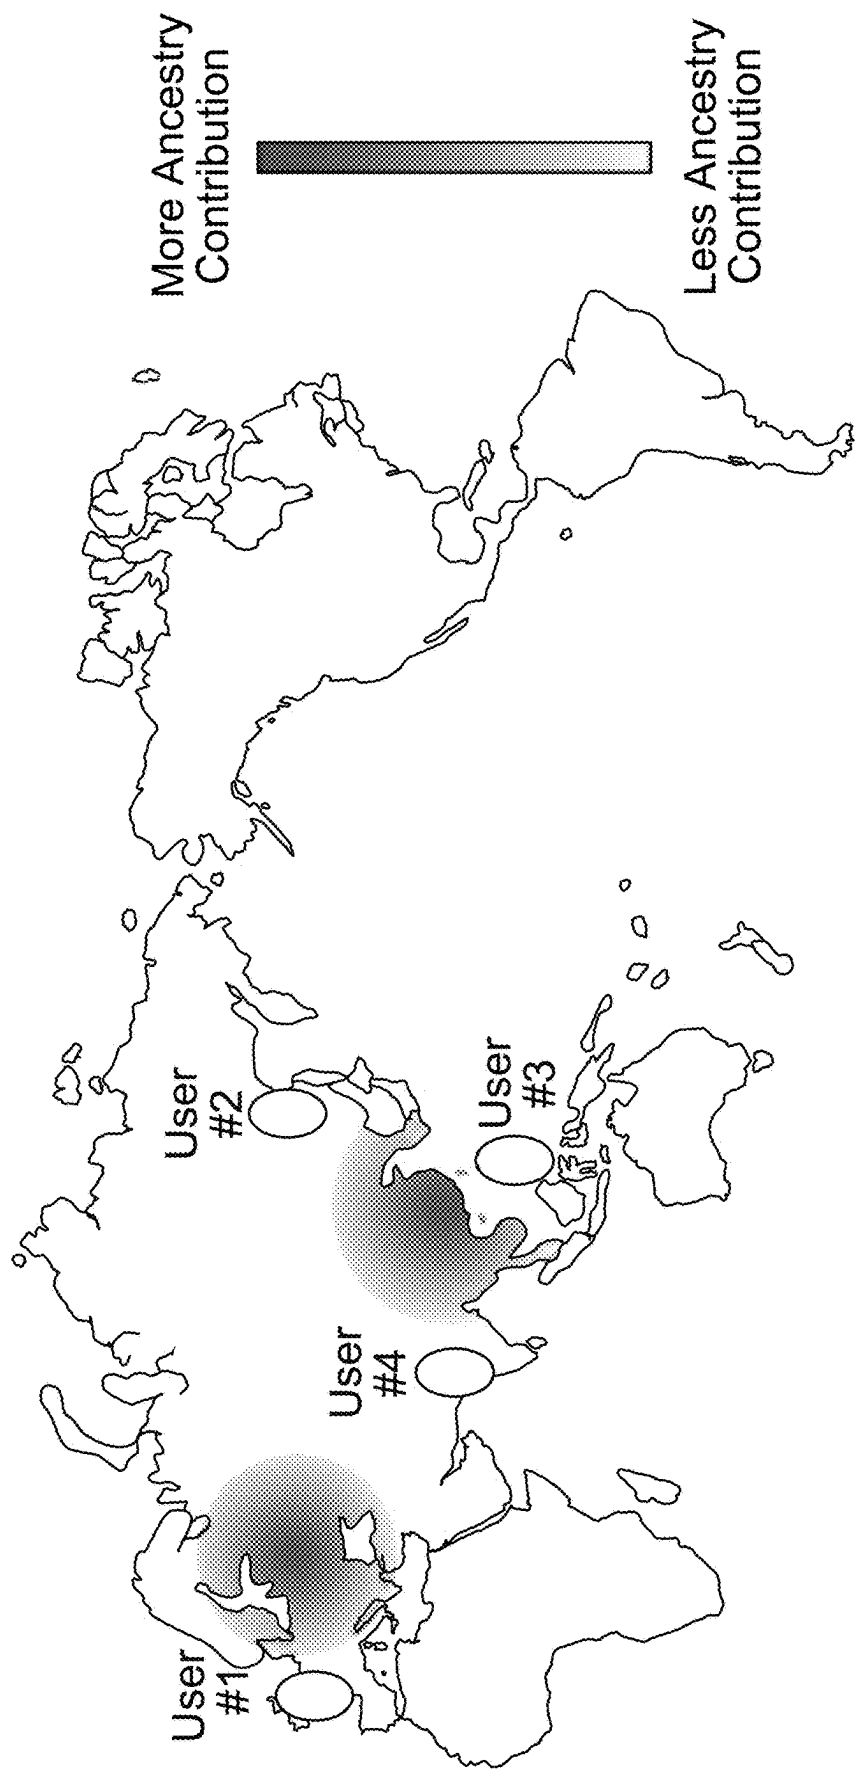 More Ancestry
Contribution
Less Ancestry
Contribution
User
#1
User
#2
User
#3
User
#4